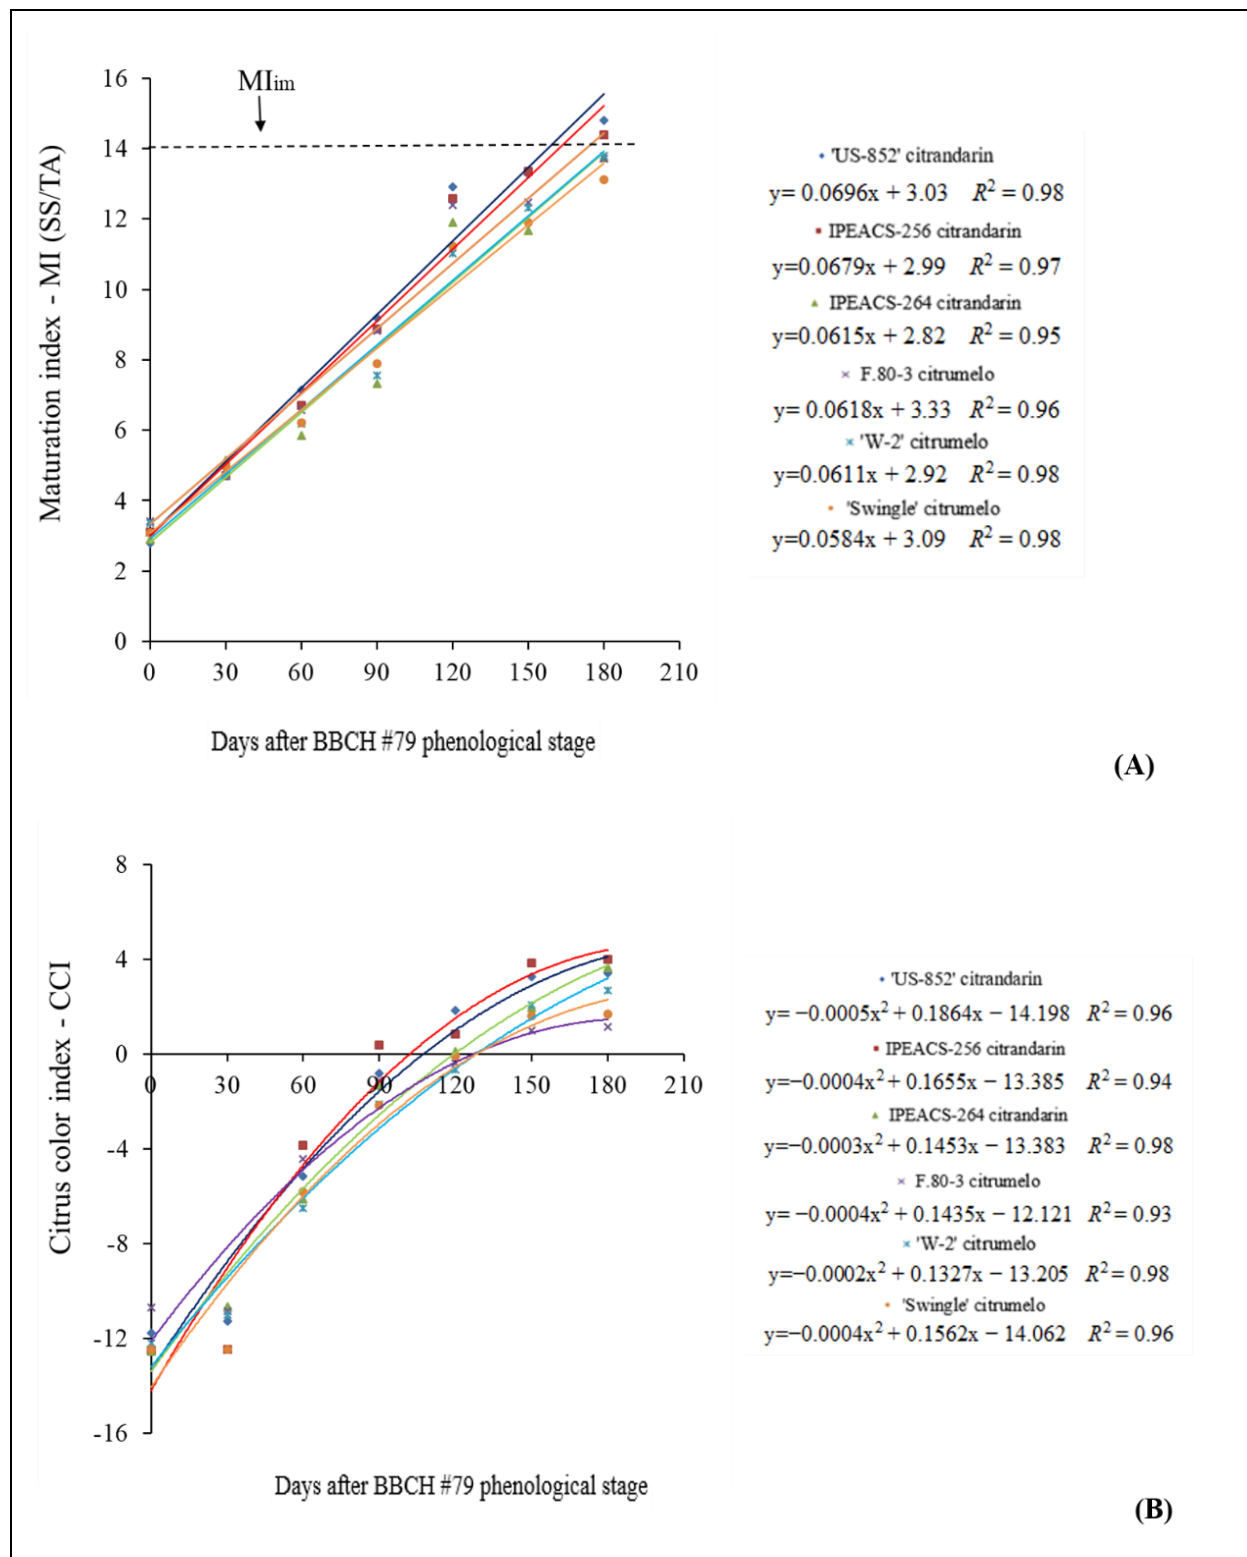 MIim
Maturation index - MI (SS/TA)
16
14
12
10
8
6
4
2
0
0 30 60 90 120 150 180 210
Days after BBCH #79 phenological stage
'US-852' citrandarin
y= 0.0696x + 3.03 R² = 0.98
IPEACS-256 citrandarin
y=0.0679x + 2.99 R² = 0.97
IPEACS-264 citrandarin
y=0.0615x + 2.82 R² = 0.95
F.80-3 citrumelo
y= 0.0618x + 3.33 R² = 0.96
'W-2' citrumelo
y=0.0611x + 2.92 R² = 0.98
'Swingle' citrumelo
y=0.0584x + 3.09 R² = 0.98
(A)
Citrus color index - CCI
8
4
0
-4
-8
-12
-16
0 30 60 90 120 150 180 210
Days after BBCH #79 phenological stage
'US-852' citrandarin
y= −0.0005x² + 0.1864x − 14.198 R² = 0.96
IPEACS-256 citrandarin
y=−0.0004x² + 0.1655x − 13.385 R² = 0.94
IPEACS-264 citrandarin
y=−0.0003x² + 0.1453x − 13.383 R² = 0.98
F.80-3 citrumelo
y= −0.0004x² + 0.1435x − 12.121 R² = 0.93
'W-2' citrumelo
y=−0.0002x² + 0.1327x − 13.205 R² = 0.98
'Swingle' citrumelo
y=−0.0004x² + 0.1562x − 14.062 R² = 0.96
(B)